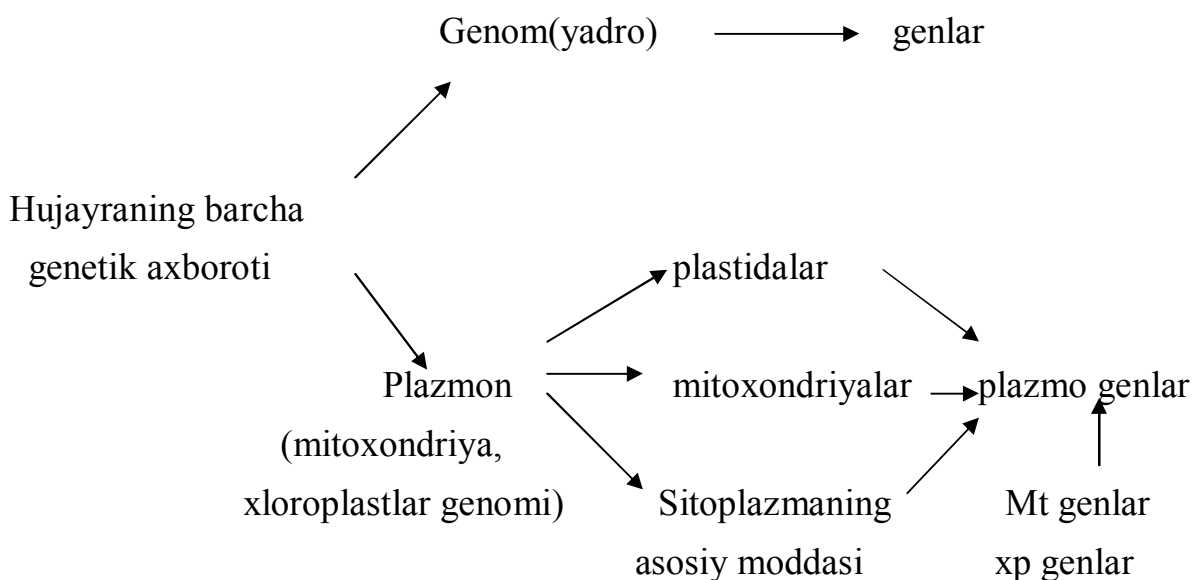 Genom(yadro) genlar
Hujayraning barcha
genetik axboroti
plastidalar
Plazmon mitoxondriyalar plazmo genlar
(mitoxondriya,
xloroplastlar genomi) Sitoplazmaning Mt genlar
asosiy moddasi xp genlar